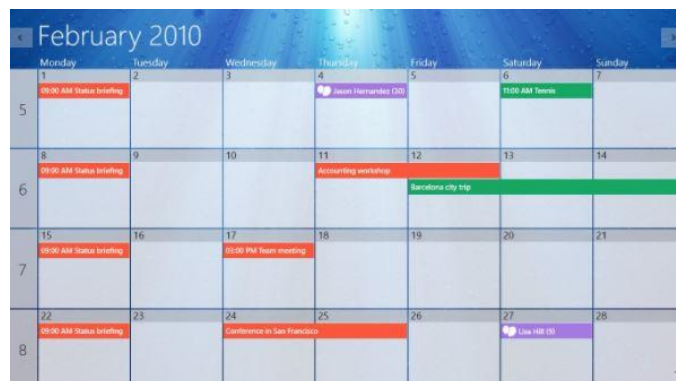 February 2010
Monday Tuesday Wednesday Thursday Friday Saturday Sunday
1 2 3 4 5 6 7
09:00 AM Status briefing Jason Hernandez (30) 11:00 AM Tennis
5
8 9 10 11 12 13 14
09:00 AM Status briefing Accounting workshop
Barcelona city trip
6
15 16 17 18 19 20 21
09:00 AM Status briefing 03:00 PM Team meeting
7
22 23 24 25 26 27 28
09:00 AM Status briefing Conference in San Francisco Lisa Hill (5)
8